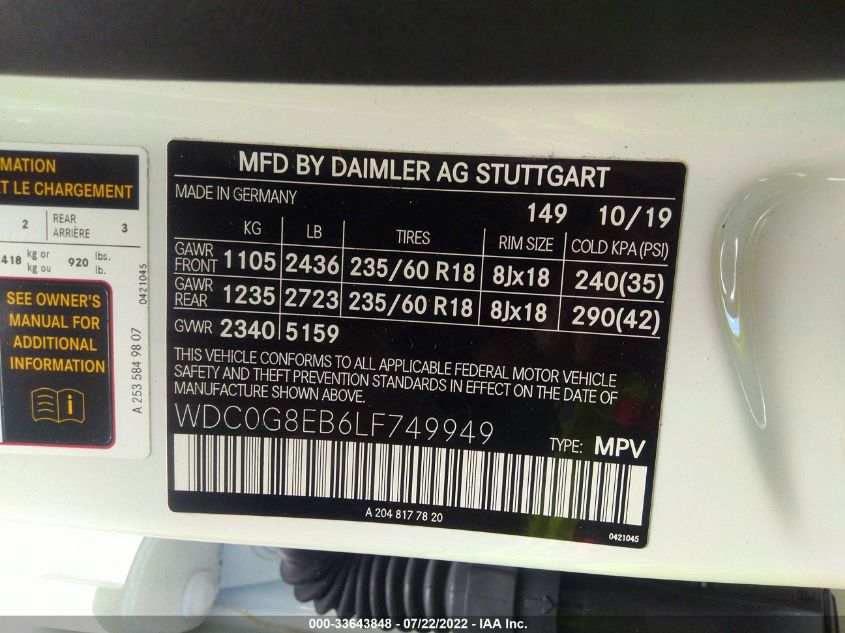 MATION
ET LE CHARGEMENT
2 REAR ARRIÈRE 3
418 kg or kg ou 920 lbs. lb.
SEE OWNER'S
MANUAL FOR
ADDITIONAL
INFORMATION
A 253 584 98 07
0421045
MFD BY DAIMLER AG STUTTGART
MADE IN GERMANY
149 10/19
KG LB TIRES RIM SIZE COLD KPA (PSI)
GAWR FRONT 1105 2436 235/60 R18 8Jx18 240(35)
GAWR REAR 1235 2723 235/60 R18 8Jx18 290(42)
GVWR 2340 5159
THIS VEHICLE CONFORMS TO ALL APPLICABLE FEDERAL MOTOR VEHICLE
SAFETY AND THEFT PREVENTION STANDARDS IN EFFECT ON THE DATE OF
MANUFACTURE SHOWN ABOVE.
WDC0G8EB6LF749949
TYPE: MPV
A 204 817 78 20
0421045
000-33643848 - 07/22/2022 - IAA Inc.